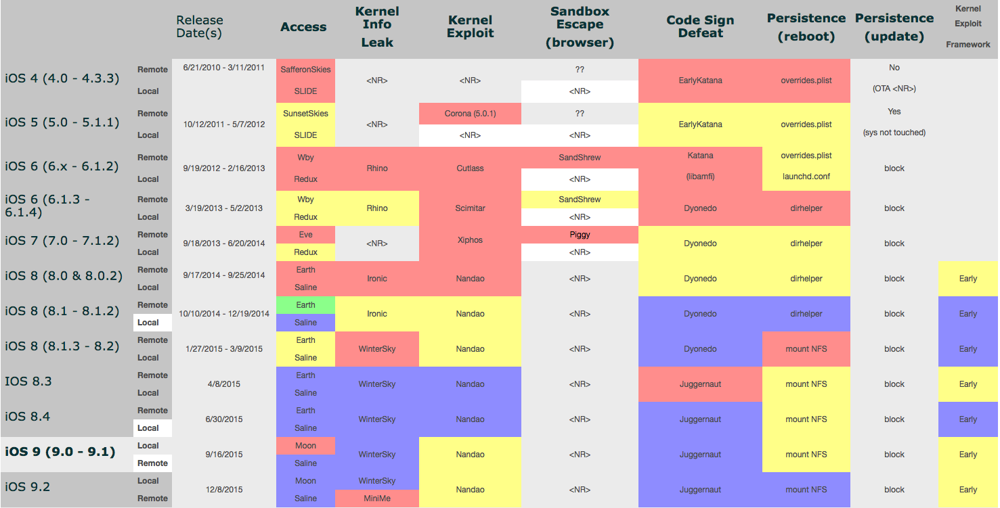 Release
Date(s)
Access
Kernel
Info
Leak
Kernel
Exploit
Sandbox
Escape
(browser)
Code Sign
Defeat
Persistence
(reboot)
Persistence
(update)
Kernel
Exploit
Framework
iOS 4 (4.0 - 4.3.3)
Remote
Local
6/21/2010 - 3/11/2011
SafferonSkies
SLIDE
<NR>
<NR>
??
<NR>
EarlyKatana
overrides.plist
No
(OTA <NR>)
iOS 5 (5.0 - 5.1.1)
Remote
Local
10/12/2011 - 5/7/2012
SunsetSkies
SLIDE
<NR>
Corona (5.0.1)
<NR>
??
<NR>
EarlyKatana
overrides.plist
Yes
(sys not touched)
iOS 6 (6.x - 6.1.2)
Remote
Local
9/19/2012 - 2/16/2013
Wby
Redux
Rhino
Cutlass
SandShrew
<NR>
Katana
(libamfi)
overrides.plist
launchd.conf
block
iOS 6 (6.1.3 -
6.1.4)
Remote
Local
3/19/2013 - 5/2/2013
Wby
Redux
Rhino
Scimitar
SandShrew
<NR>
Dyonedo
dirhelper
block
iOS 7 (7.0 - 7.1.2)
Remote
Local
9/18/2013 - 6/20/2014
Eve
Redux
<NR>
Xiphos
Piggy
<NR>
Dyonedo
dirhelper
block
iOS 8 (8.0 & 8.0.2)
Remote
Local
9/17/2014 - 9/25/2014
Earth
Saline
Ironic
Nandao
<NR>
Dyonedo
dirhelper
block
Early
iOS 8 (8.1 - 8.1.2)
Remote
Local
10/10/2014 - 12/19/2014
Earth
Saline
Ironic
Nandao
<NR>
Dyonedo
dirhelper
block
Early
iOS 8 (8.1.3 - 8.2)
Remote
Local
1/27/2015 - 3/9/2015
Earth
Saline
WinterSky
Nandao
<NR>
Dyonedo
mount NFS
block
Early
IOS 8.3
Remote
Local
4/8/2015
Earth
Saline
WinterSky
Nandao
<NR>
Juggernaut
mount NFS
block
Early
iOS 8.4
Remote
Local
6/30/2015
Earth
Saline
WinterSky
Nandao
<NR>
Juggernaut
mount NFS
block
Early
iOS 9 (9.0 - 9.1)
Local
Remote
9/16/2015
Moon
Saline
WinterSky
Nandao
<NR>
Juggernaut
mount NFS
block
Early
iOS 9.2
Local
Remote
12/8/2015
Moon
Saline
WinterSky
MiniMe
Nandao
<NR>
Juggernaut
mount NFS
block
Early